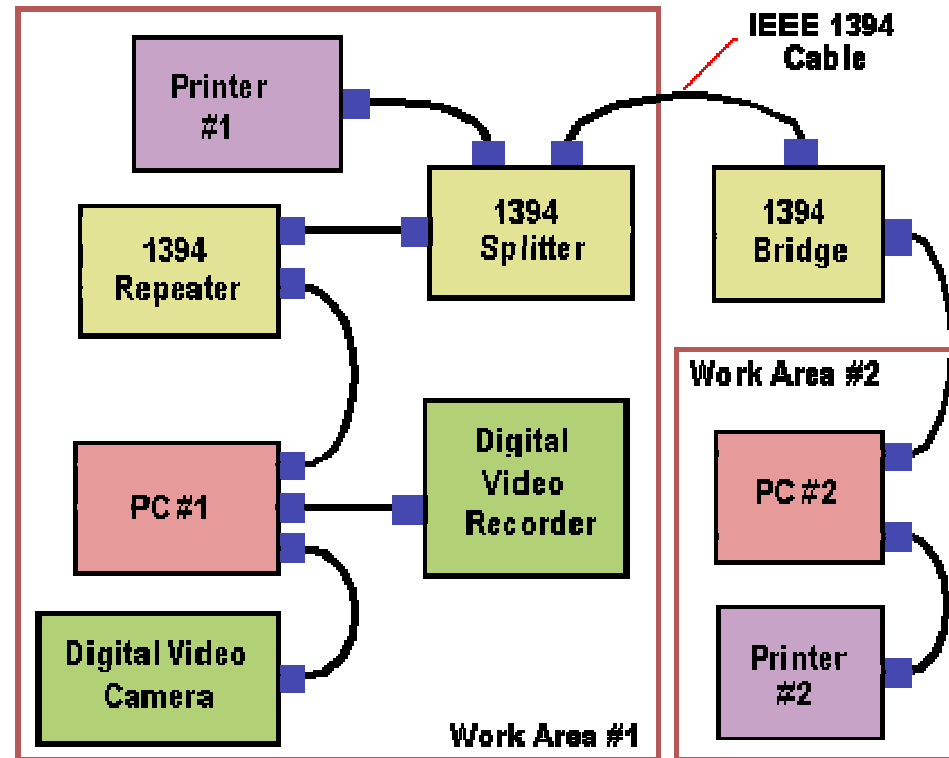 IEEE 1394
Cable
Printer
#1
1394
Splitter
1394
Bridge
1394
Repeater
Work Area #2
Digital
Video
Recorder
PC #1
PC #2
Digital Video
Camera
Printer
#2
Work Area #1